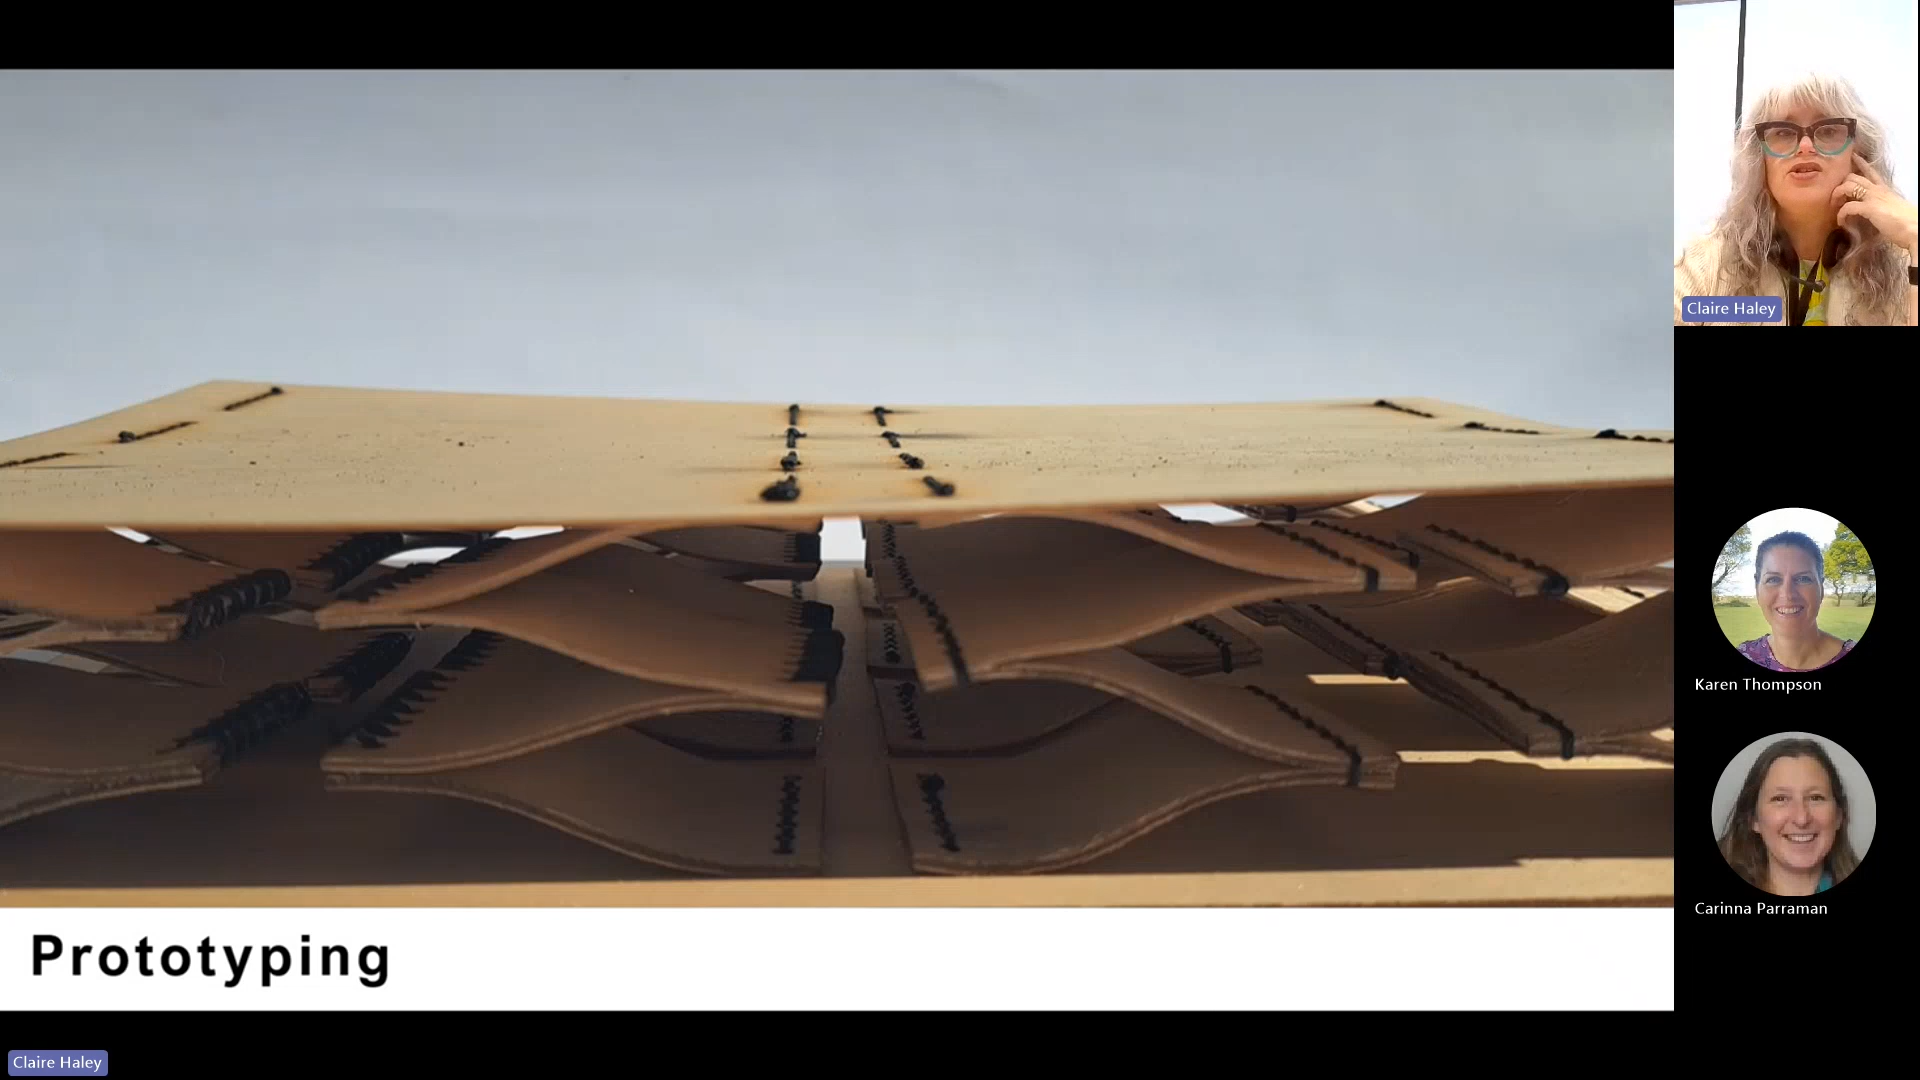 Claire Haley
Karen Thompson
Carinna Parraman
Prototyping
Claire Haley